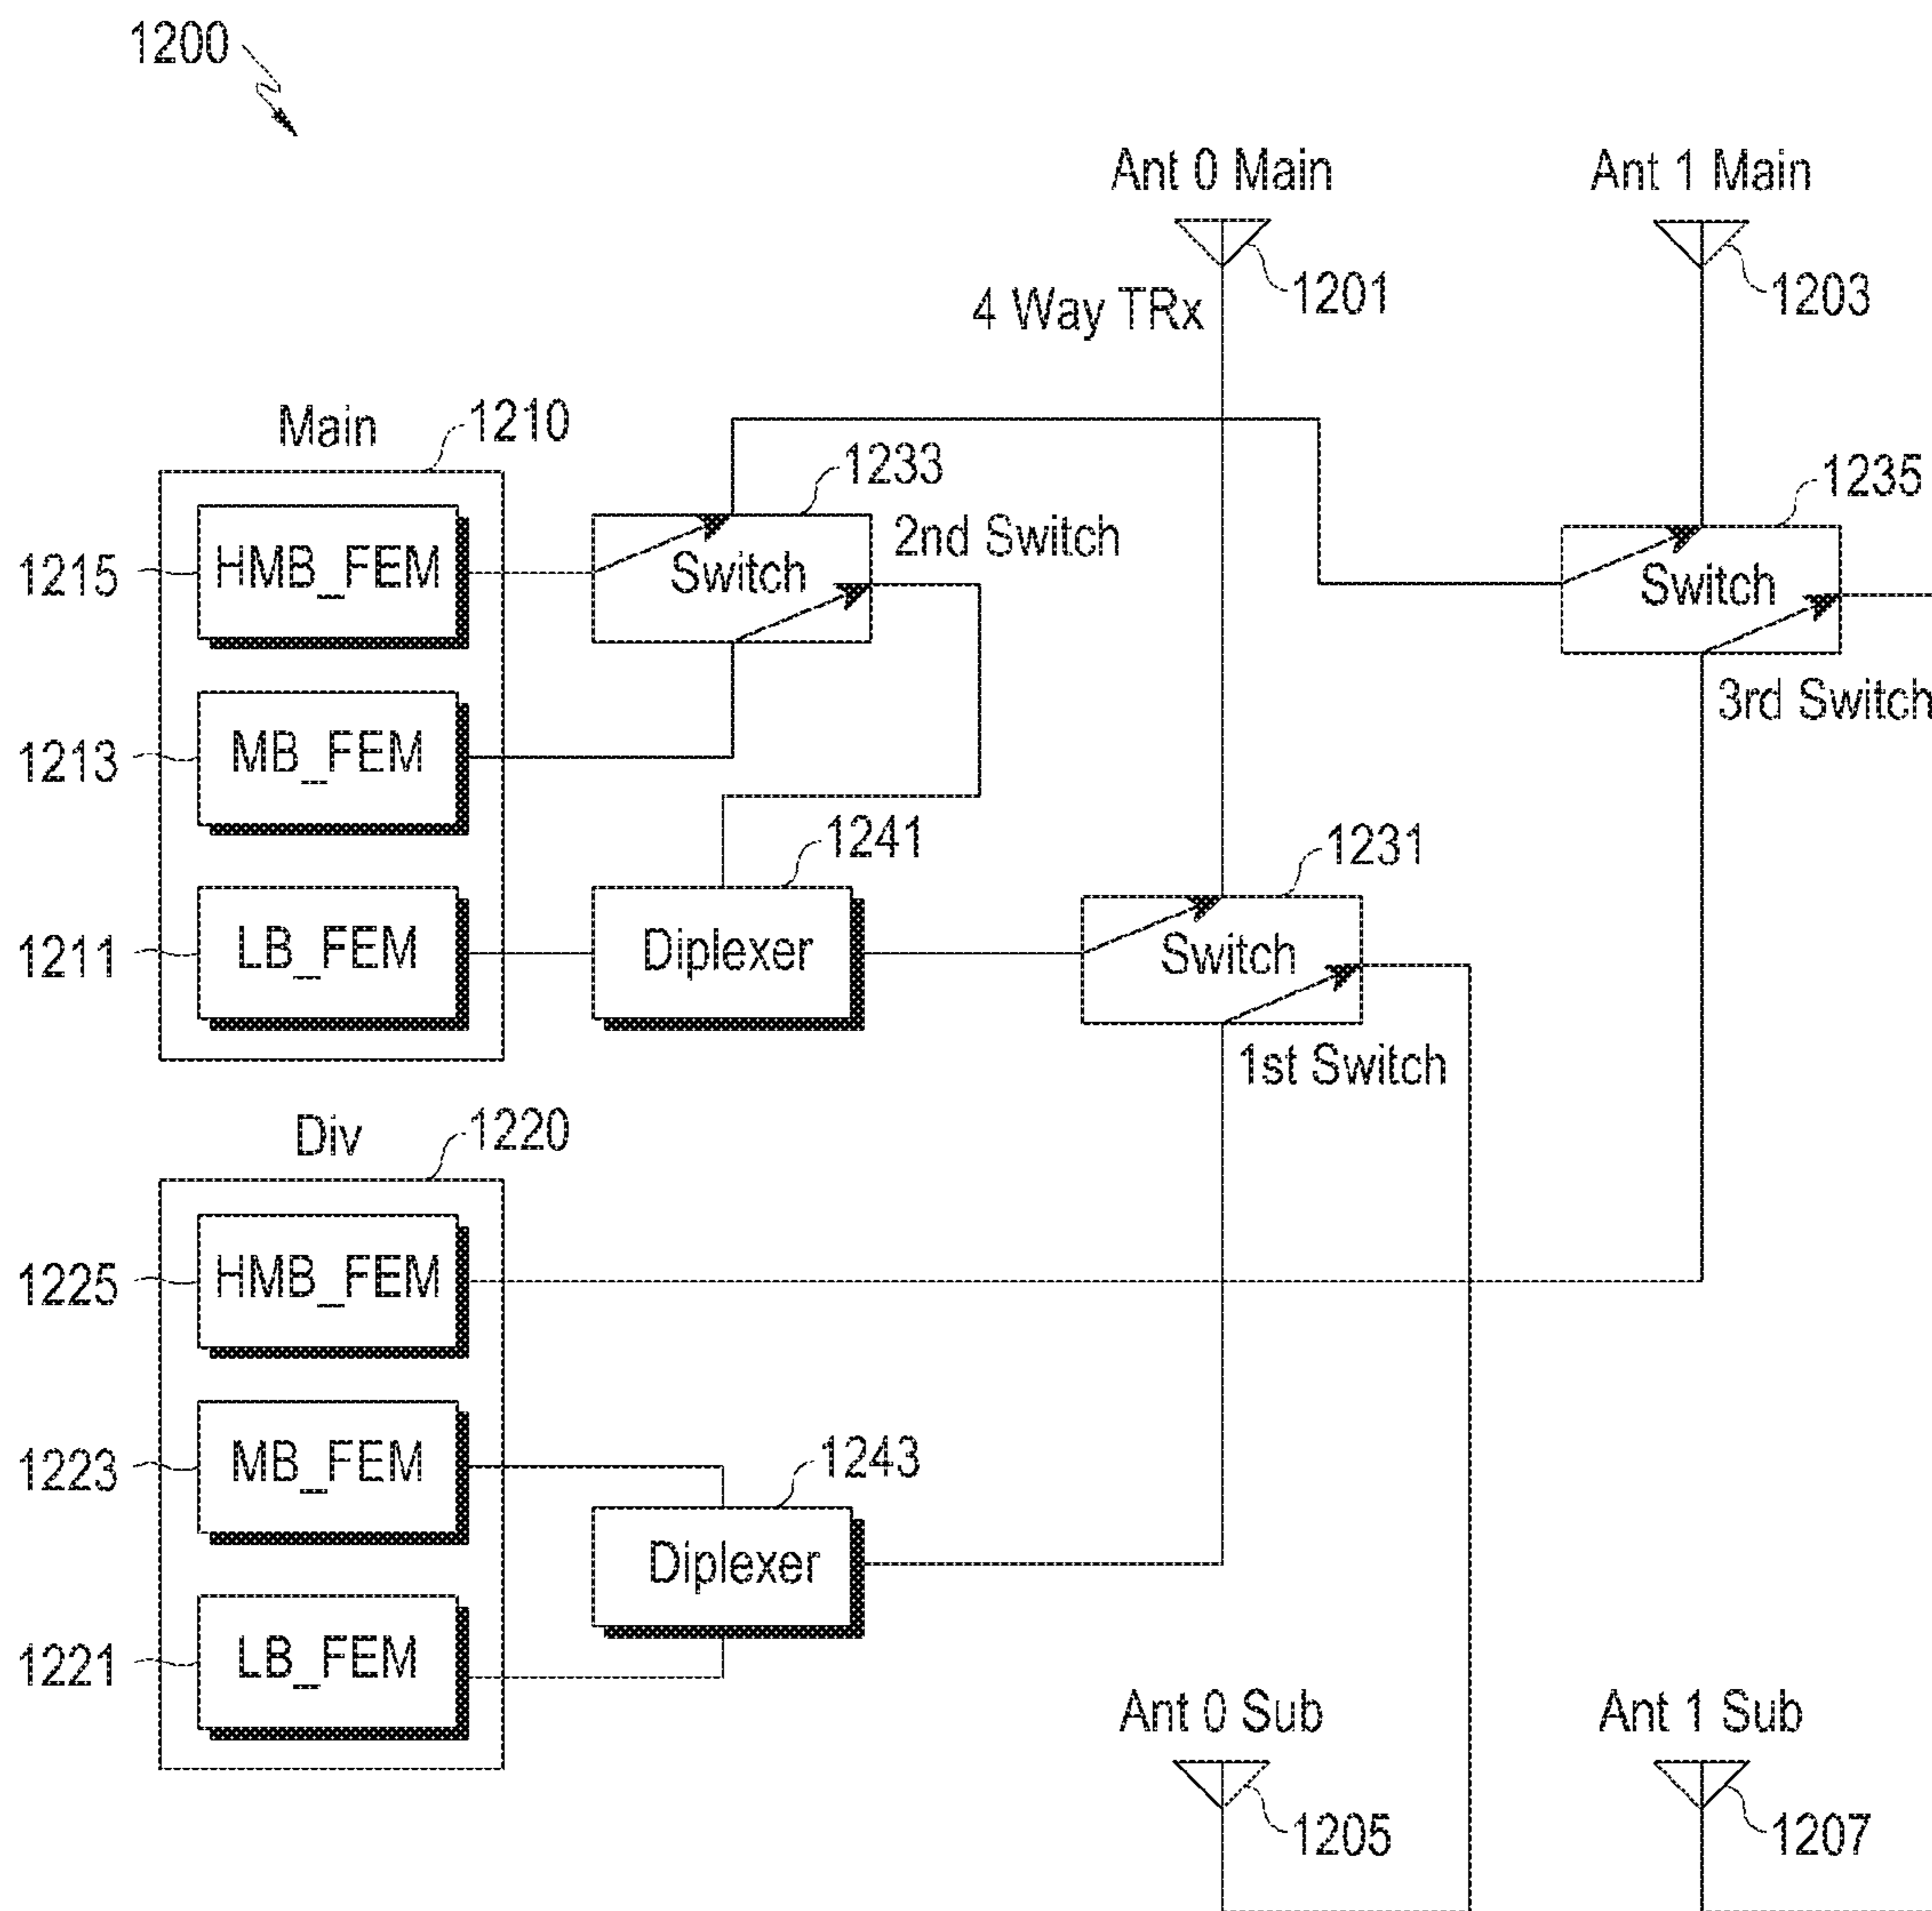 1200
Ant 0 Main
Ant 1 Main
1201
1203
4 Way TRx
Main
1210
1233
1235
2nd Switch
1215
HMB_FEM
Switch
Switch
3rd Switch
1213
MB_FEM
1241
1231
1211
LB_FEM
Diplexer
Switch
1st Switch
Div
1220
1225
HMB_FEM
1223
MB_FEM
1243
Diplexer
1221
LB_FEM
Ant 0 Sub
Ant 1 Sub
1205
1207